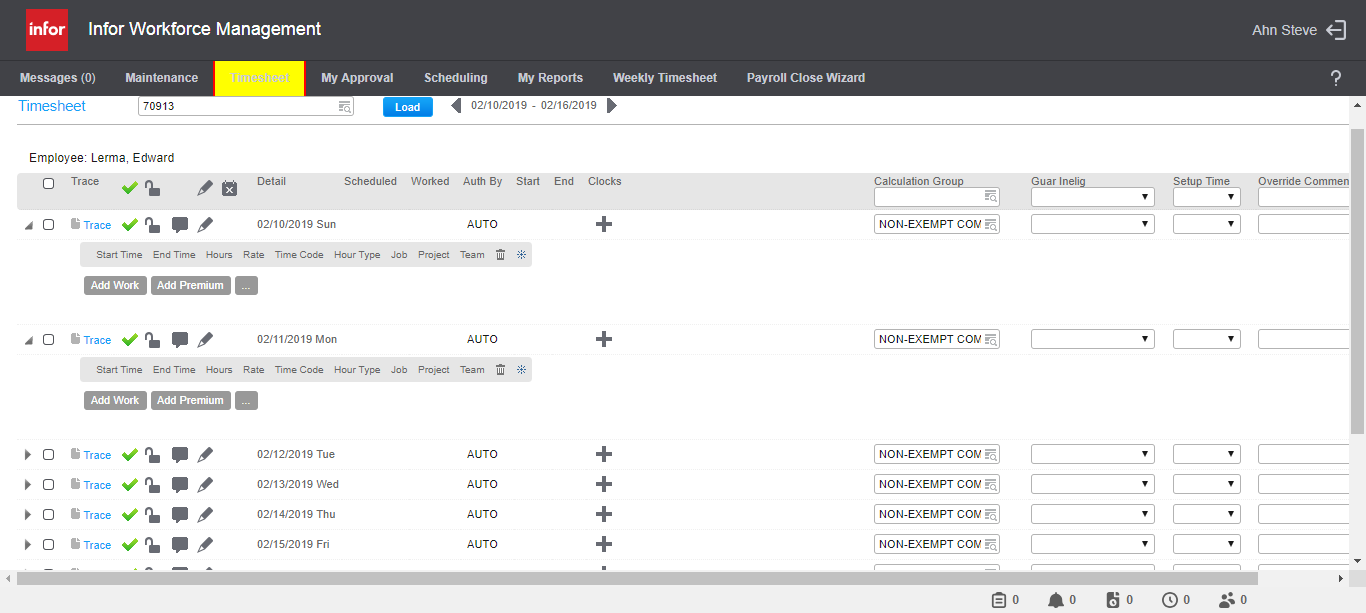 infor Infor Workforce Management Ahn Steve
Messages (0) Maintenance Timesheet My Approval Scheduling My Reports Weekly Timesheet Payroll Close Wizard ?
Timesheet 70913 Load 02/10/2019 - 02/16/2019
Employee: Lerma, Edward
Trace Detail Scheduled Worked Auth By Start End Clocks Calculation Group Guar Inelig Setup Time Override Commen
Trace 02/10/2019 Sun AUTO NON-EXEMPT COM
Start Time End Time Hours Rate Time Code Hour Type Job Project Team
Add Work Add Premium ...
Trace 02/11/2019 Mon AUTO NON-EXEMPT COM
Start Time End Time Hours Rate Time Code Hour Type Job Project Team
Add Work Add Premium ...
Trace 02/12/2019 Tue AUTO NON-EXEMPT COM
Trace 02/13/2019 Wed AUTO NON-EXEMPT COM
Trace 02/14/2019 Thu AUTO NON-EXEMPT COM
Trace 02/15/2019 Fri AUTO NON-EXEMPT COM
0 0 0 0 0